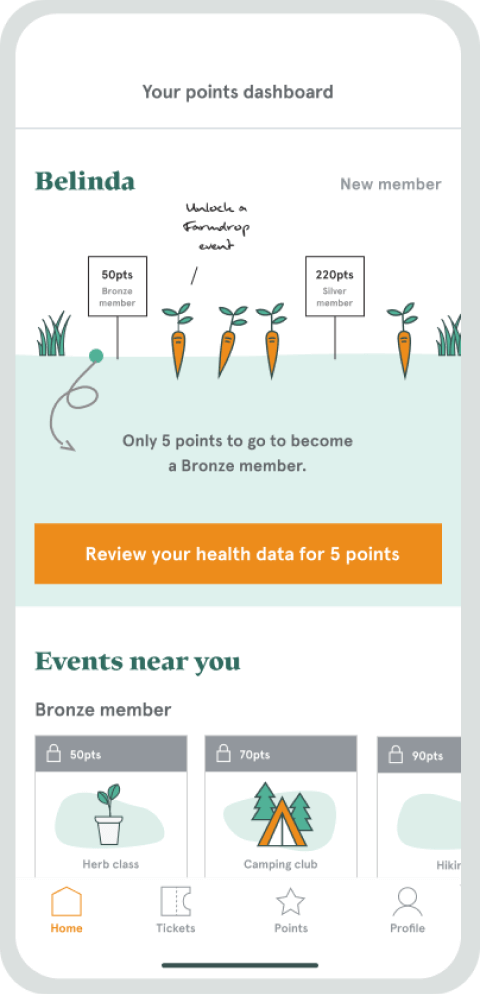 Your points dashboard
Belinda
New member
Unlock a
Farmdrop
event
50pts
Bronze
member
220pts
Silver
member
Only 5 points to go to become
a Bronze member.
Review your health data for 5 points
Events near you
Bronze member
50pts
70pts
90pts
Herb class
Camping club
Hikin
Home
Tickets
Points
Profile